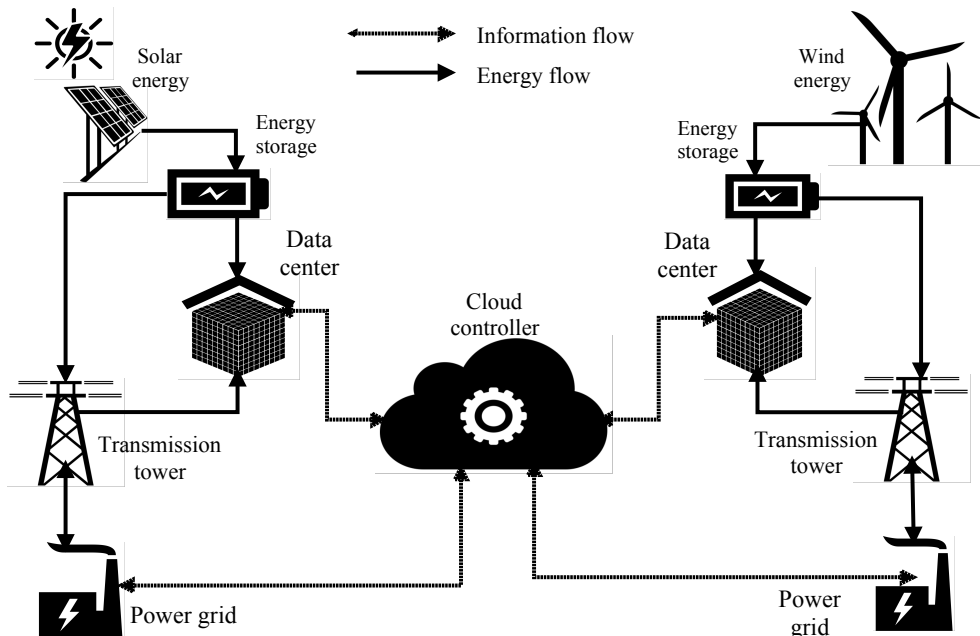 Solar
energy
Information flow
Energy flow
Wind
energy
Energy
storage
Energy
storage
Data
center
Data
center
Cloud
controller
Transmission
tower
Transmission
tower
Power grid
Power
grid